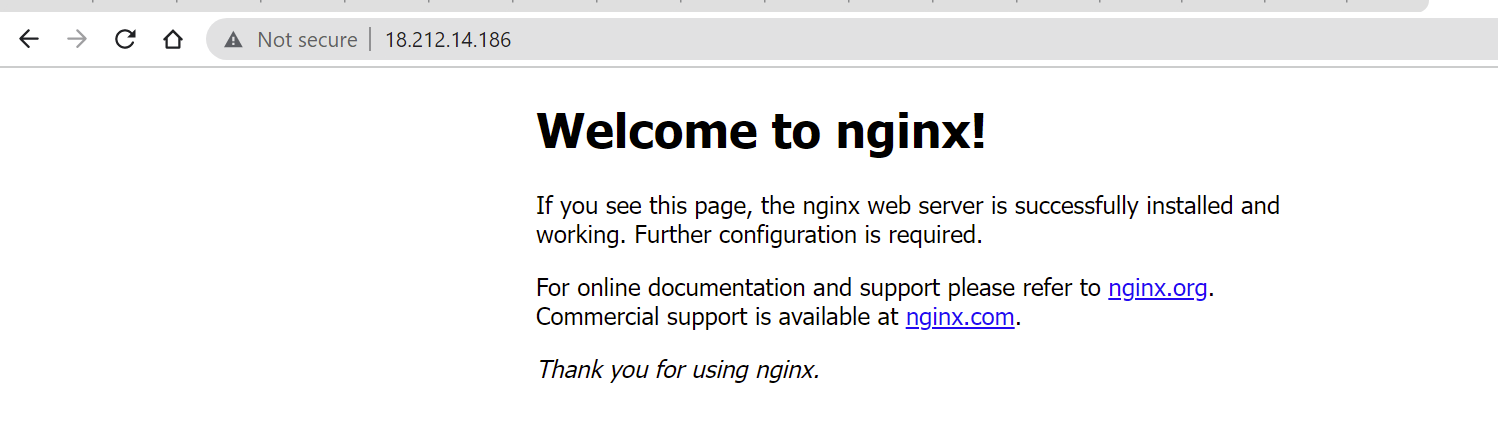 Not secure | 18.212.14.186
Welcome to nginx!
If you see this page, the nginx web server is successfully installed and
working. Further configuration is required.
For online documentation and support please refer to nginx.org.
Commercial support is available at nginx.com.
Thank you for using nginx.